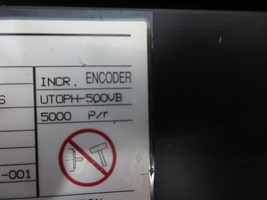 INCR. ENCODER
S
UTOPH-500VB
5000 P/r
-001